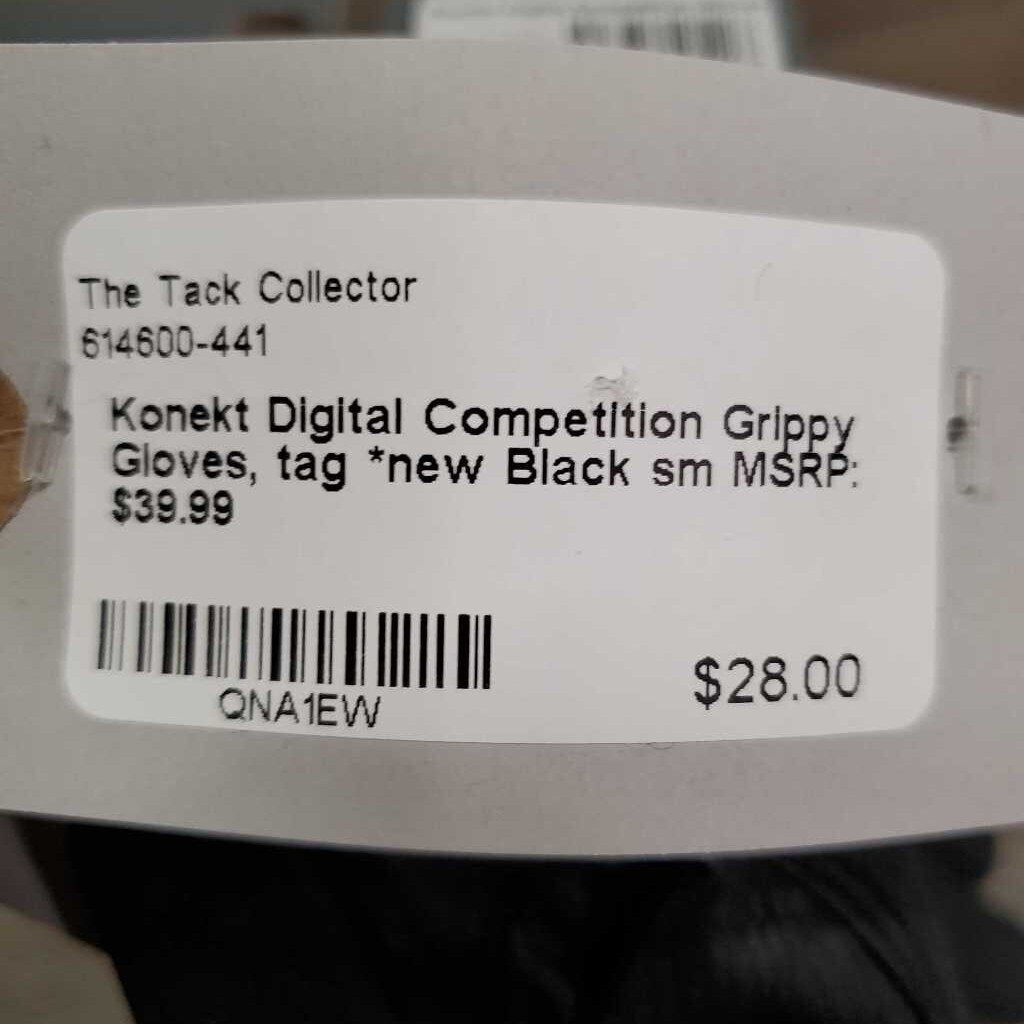 The Tack Collector
614600-441
Konekt Digital Competition Grippy
Gloves, tag *new Black sm MSRP:
$39.99
QNA1EW
$28.00